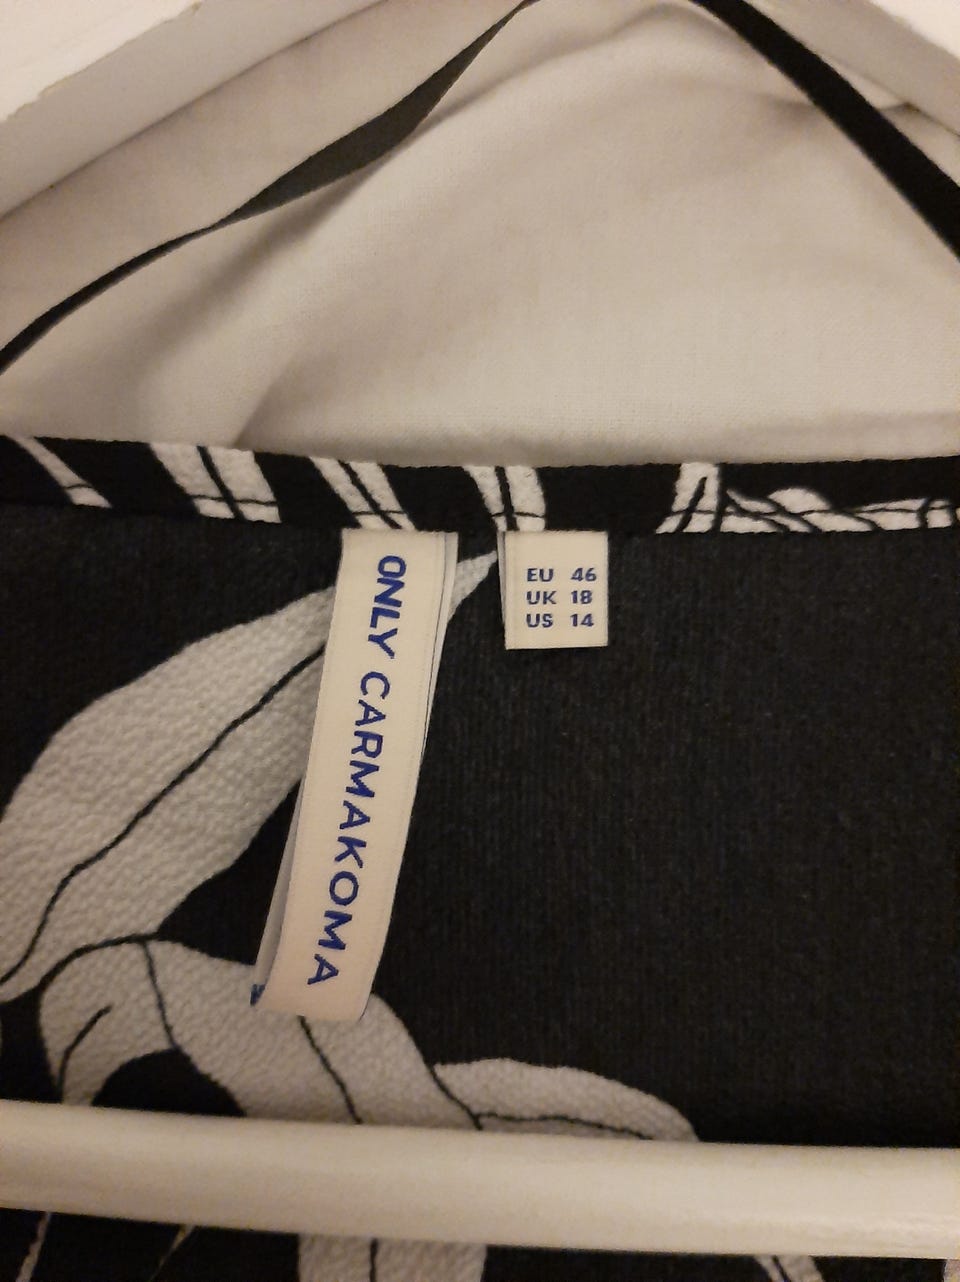 ONLY CARMAKOMA
EU 46
UK 18
US 14